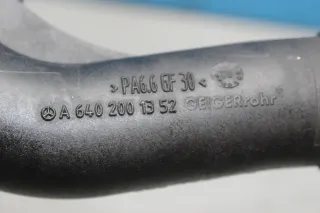 >PA6.6 GF 30<
A 640 200 13 52 GEIGERrohr